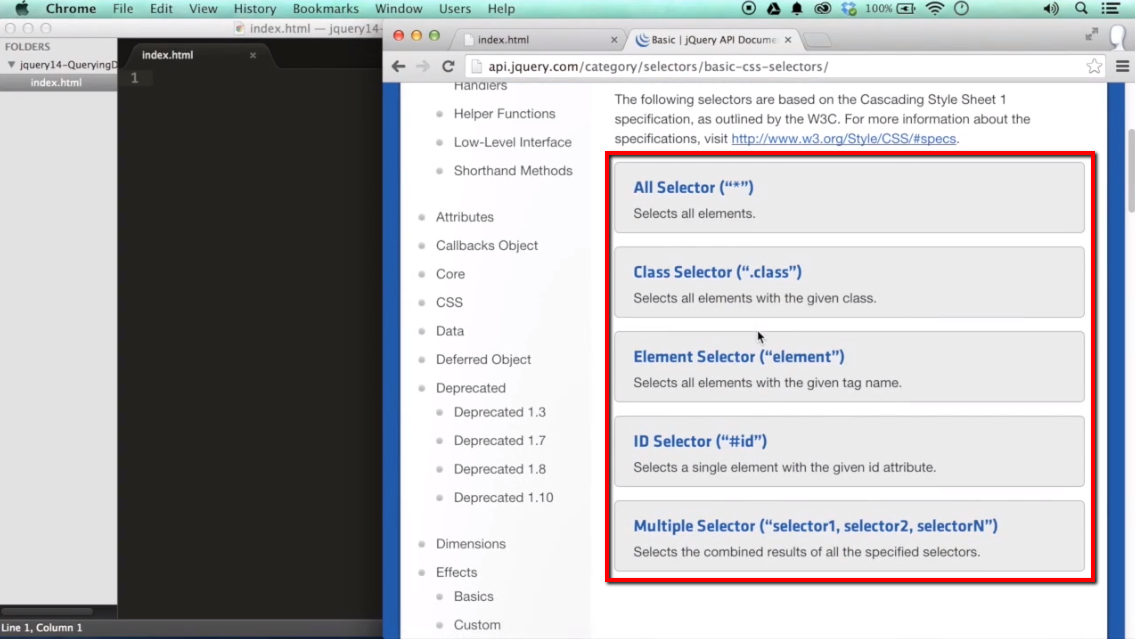 Chrome File Edit View History Bookmarks Window Users Help 100%
index.html — jquery14-
index.html
Basic | jQuery API Docume
FOLDERS
jquery14-QueryingD
index.html
index.html
1
api.jquery.com/category/selectors/basic-css-selectors/
Handlers
Helper Functions
Low-Level Interface
Shorthand Methods
Attributes
Callbacks Object
Core
CSS
Data
Deferred Object
Deprecated
Deprecated 1.3
Deprecated 1.7
Deprecated 1.8
Deprecated 1.10
Dimensions
Effects
Basics
Custom
The following selectors are based on the Cascading Style Sheet 1
specification, as outlined by the W3C. For more information about the
specifications, visit http://www.w3.org/Style/CSS/#specs.
All Selector (“*”)
Selects all elements.
Class Selector (“.class”)
Selects all elements with the given class.
Element Selector (“element”)
Selects all elements with the given tag name.
ID Selector (“#id”)
Selects a single element with the given id attribute.
Multiple Selector (“selector1, selector2, selectorN”)
Selects the combined results of all the specified selectors.
Line 1, Column 1